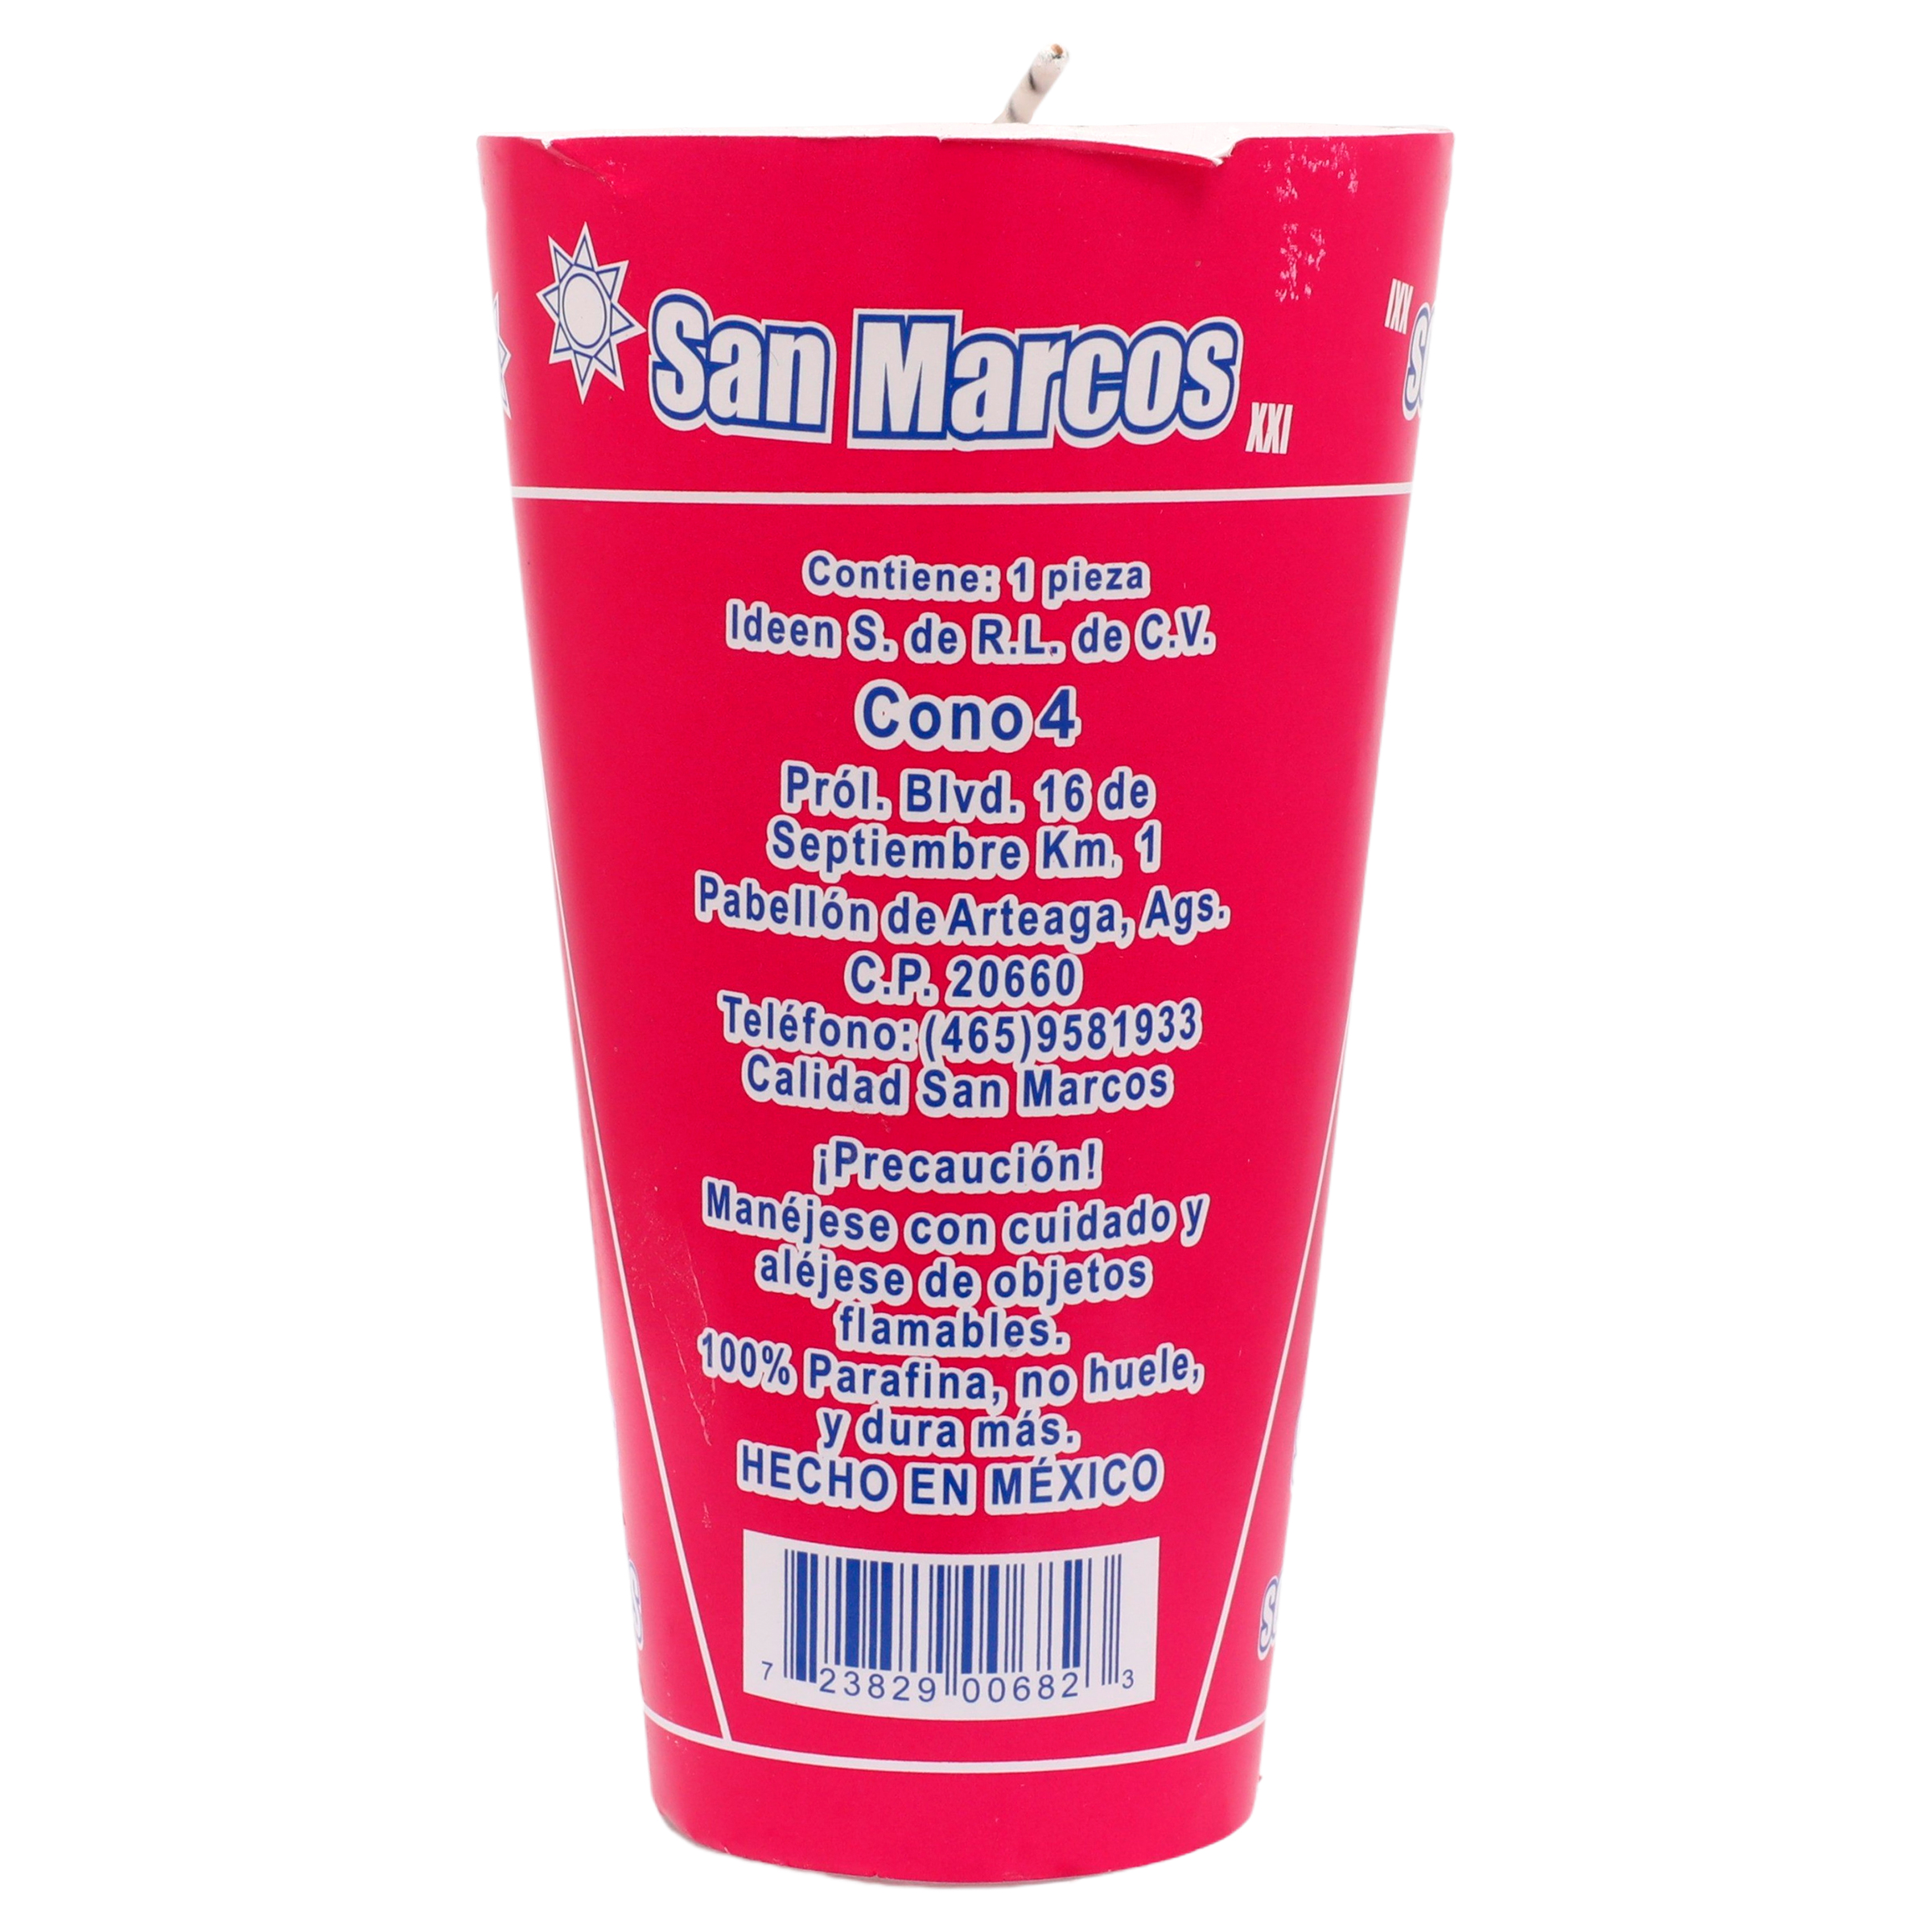 San Marcos XXI
Contiene: 1 pieza
Ideen S. de R.L. de C.V.
Cono 4
Pról. Blvd. 16 de
Septiembre Km. 1
Pabellón de Arteaga, Ags.
C.P. 20660
Teléfono: (465)9581933
Calidad San Marcos
¡Precaución!
Manéjese con cuidado y
aléjese de objetos
flamables.
100% Parafina, no huele,
y dura más.
HECHO EN MÉXICO
7 23829 00682 3
XXI